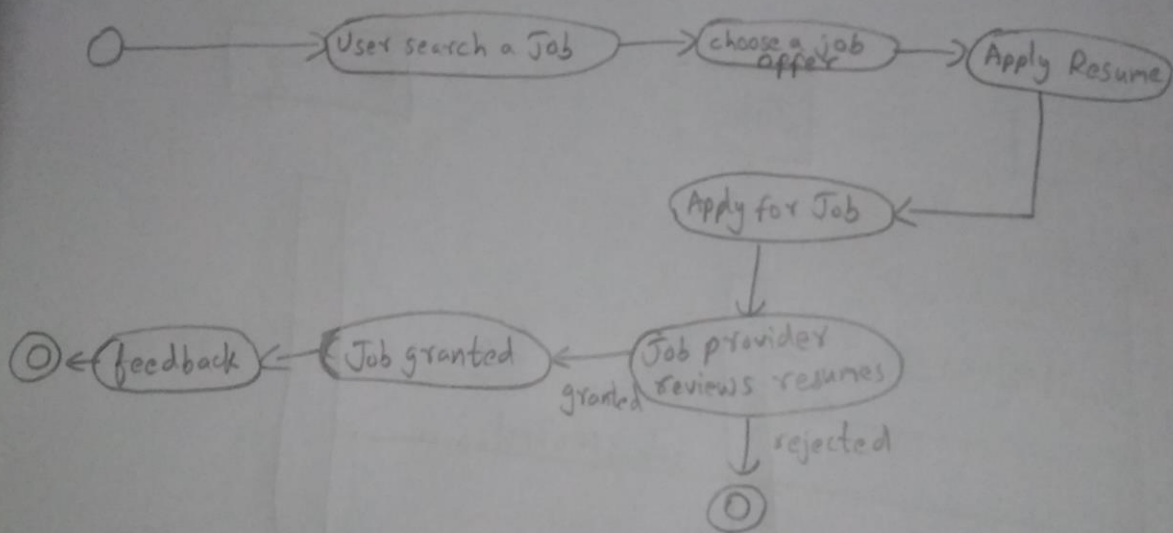 User search a Job
choose a job
offer
Apply Resume
Apply for Job
Job provider
reviews resumes
granted
Job granted
feedback
rejected